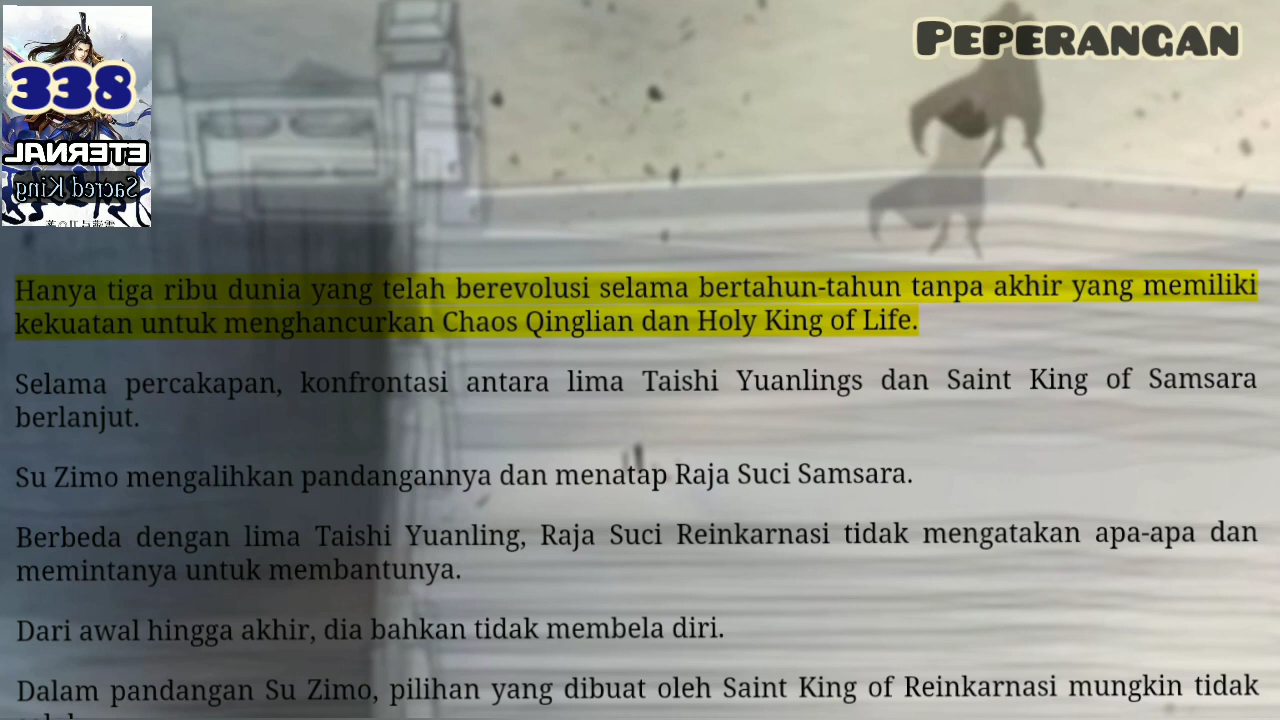 PEPERANGAN
338
ETERNAL
Sacred King
Hanya tiga ribu dunia yang telah berevolusi selama bertahun-tahun tanpa akhir yang memiliki
kekuatan untuk menghancurkan Chaos Qinglian dan Holy King of Life.
Selama percakapan, konfrontasi antara lima Taishi Yuanlings dan Saint King of Samsara
berlanjut.
Su Zimo mengalihkan pandangannya dan menatap Raja Suci Samsara.
Berbeda dengan lima Taishi Yuanling, Raja Suci Reinkarnasi tidak mengatakan apa-apa dan
memintanya untuk membantunya.
Dari awal hingga akhir, dia bahkan tidak membela diri.
Dalam pandangan Su Zimo, pilihan yang dibuat oleh Saint King of Reinkarnasi mungkin tidak